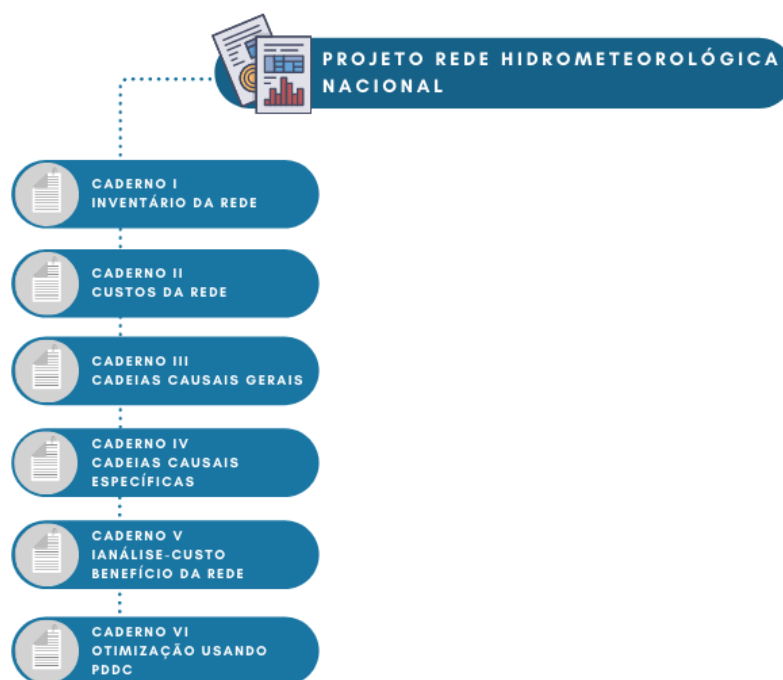 PROJETO REDE HIDROMETEOROLÓGICA
NACIONAL
CADERNO I
INVENTÁRIO DA REDE
CADERNO II
CUSTOS DA REDE
CADERNO III
CADEIAS CAUSAIS GERAIS
CADERNO IV
CADEIAS CAUSAIS
ESPECÍFICAS
CADERNO V
IANÁLISE-CUSTO
BENEFÍCIO DA REDE
CADERNO VI
OTIMIZAÇÃO USANDO
PDDC